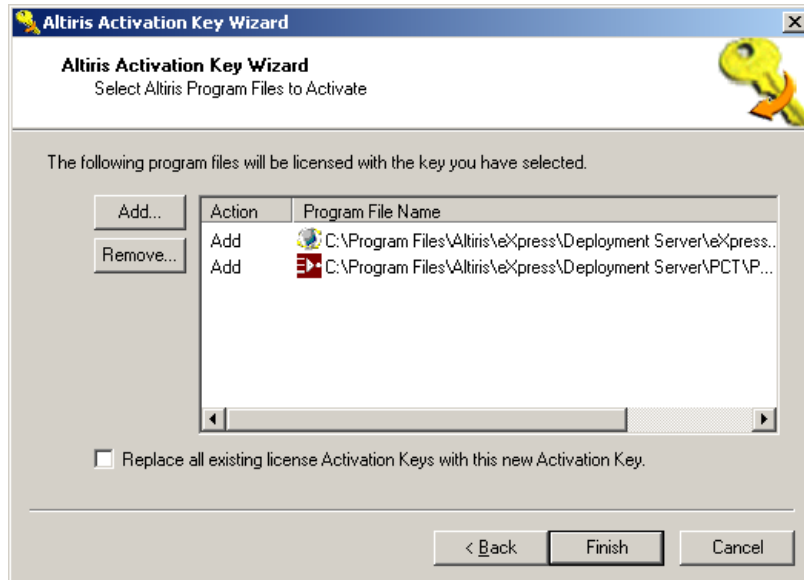 Altiris Activation Key Wizard
Altiris Activation Key Wizard
Select Altiris Program Files to Activate
The following program files will be licensed with the key you have selected.
Add...
Remove...
Action Program File Name
Add C:\Program Files\Altiris\eXpress\Deployment Server\eXpress..
Add C:\Program Files\Altiris\eXpress\Deployment Server\PCT\P...
Replace all existing license Activation Keys with this new Activation Key.
< Back Finish Cancel